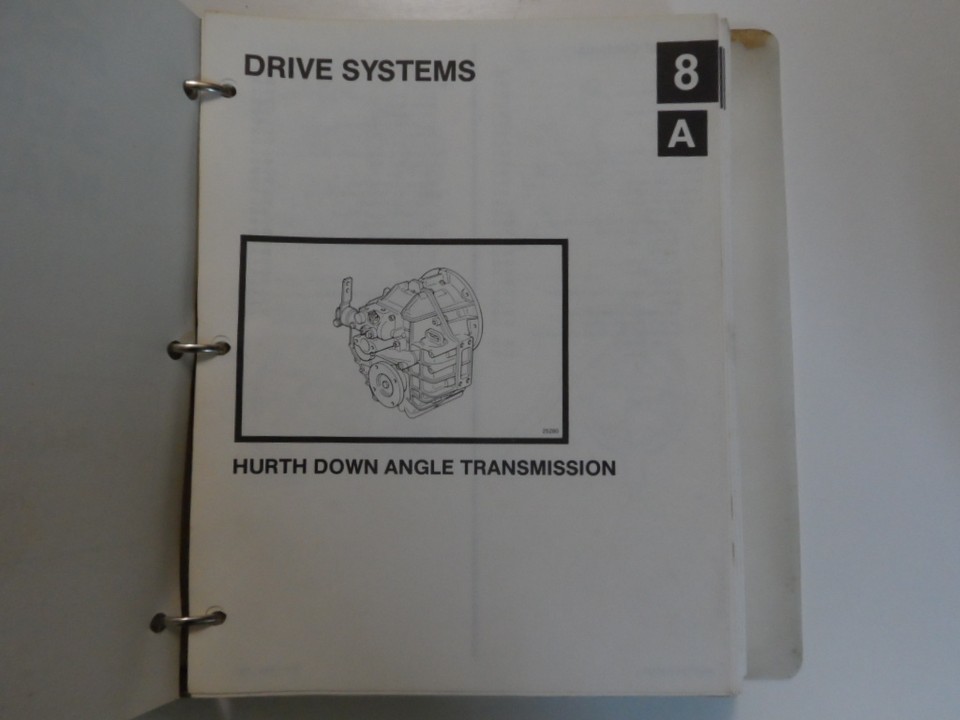 DRIVE SYSTEMS
8
A
HURTH DOWN ANGLE TRANSMISSION